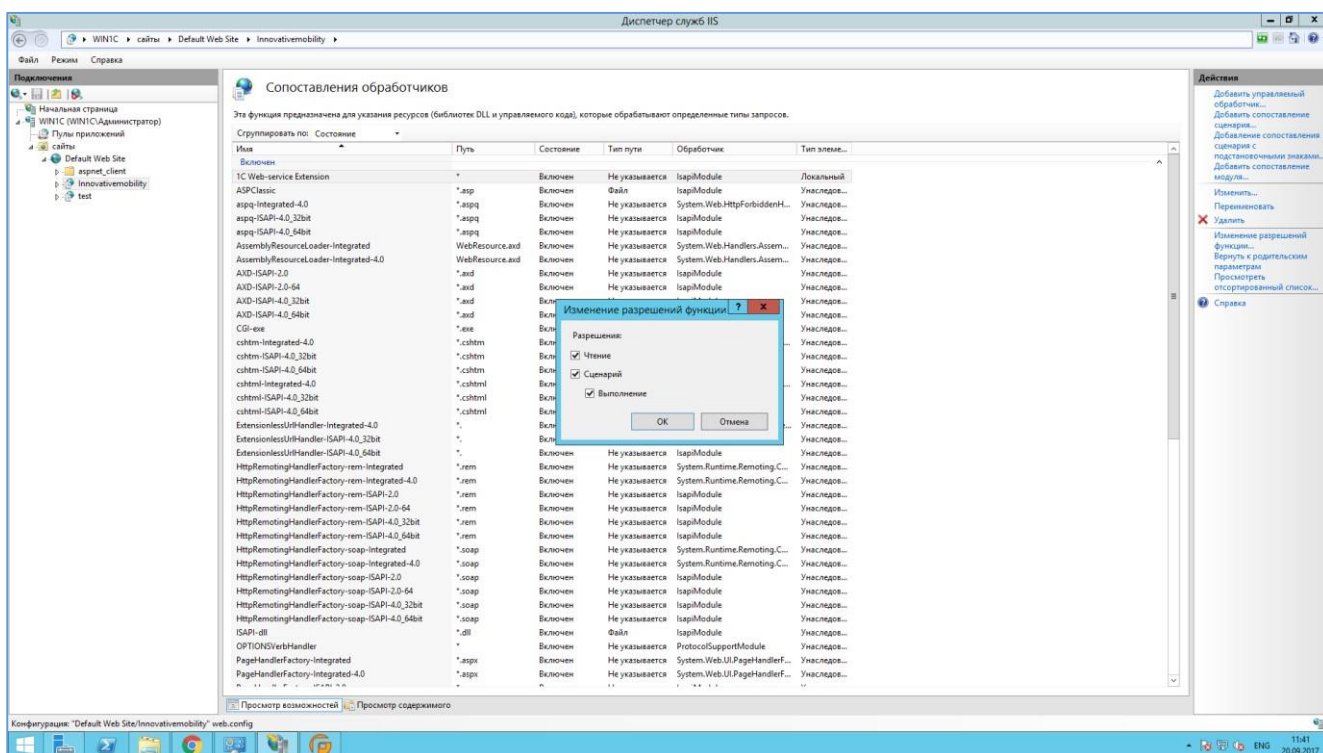 Диспетчер служб IIS
WIN1C
сайты
Default Web Site
Innovativemobility
Файл Режим Справка
Подключения
Начальная страница
WIN1C (WIN1C\Администратор)
Пулы приложений
сайты
Default Web Site
aspnet_client
Innovativemobility
test
Сопоставления обработчиков
Эта функция предназначена для указания ресурсов (библиотек DLL и управляемого кода), которые обрабатывают определенные типы запросов.
Сгруппировать по: Состояние
Имя Путь Состояние Тип пути Обработчик Тип элеме...
Включен
1C Web-service Extension * Включен Не указывается IsapiModule Локальный
ASPClassic *.asp Включен Файл IsapiModule Унаследов...
aspq-Integrated-4.0 *.aspq Включен Не указывается System.Web.HttpForbiddenH... Унаследов...
aspq-ISAPI-4.0_32bit *.aspq Включен Не указывается IsapiModule Унаследов...
aspq-ISAPI-4.0_64bit *.aspq Включен Не указывается IsapiModule Унаследов...
AssemblyResourceLoader-Integrated WebResource.axd Включен Не указывается System.Web.Handlers.Assem... Унаследов...
AssemblyResourceLoader-Integrated-4.0 WebResource.axd Включен Не указывается System.Web.Handlers.Assem... Унаследов...
AXD-ISAPI-2.0 *.axd Включен Не указывается IsapiModule Унаследов...
AXD-ISAPI-2.0-64 *.axd Включен Не указывается IsapiModule Унаследов...
AXD-ISAPI-4.0_32bit *.axd Унаследов...
AXD-ISAPI-4.0_64bit *.axd Унаследов...
CGI-exe *.exe Унаследов...
cshtm-Integrated-4.0 *.cshtm Унаследов...
cshtm-ISAPI-4.0_32bit *.cshtm Унаследов...
cshtm-ISAPI-4.0_64bit *.cshtm Унаследов...
cshtml-Integrated-4.0 *.cshtml Унаследов...
cshtml-ISAPI-4.0_32bit *.cshtml Унаследов...
cshtml-ISAPI-4.0_64bit *.cshtml Унаследов...
ExtensionlessUrlHandler-Integrated-4.0 *. Унаследов...
ExtensionlessUrlHandler-ISAPI-4.0_32bit *. Унаследов...
ExtensionlessUrlHandler-ISAPI-4.0_64bit *. Включен Не указывается IsapiModule Унаследов...
HttpRemotingHandlerFactory-rem-Integrated *.rem Включен Не указывается System.Runtime.Remoting.C... Унаследов...
HttpRemotingHandlerFactory-rem-Integrated-4.0 *.rem Включен Не указывается System.Runtime.Remoting.C... Унаследов...
HttpRemotingHandlerFactory-rem-ISAPI-2.0 *.rem Включен Не указывается IsapiModule Унаследов...
HttpRemotingHandlerFactory-rem-ISAPI-2.0-64 *.rem Включен Не указывается IsapiModule Унаследов...
HttpRemotingHandlerFactory-rem-ISAPI-4.0_32bit *.rem Включен Не указывается IsapiModule Унаследов...
HttpRemotingHandlerFactory-rem-ISAPI-4.0_64bit *.rem Включен Не указывается IsapiModule Унаследов...
HttpRemotingHandlerFactory-soap-Integrated *.soap Включен Не указывается System.Runtime.Remoting.C... Унаследов...
HttpRemotingHandlerFactory-soap-Integrated-4.0 *.soap Включен Не указывается System.Runtime.Remoting.C... Унаследов...
HttpRemotingHandlerFactory-soap-ISAPI-2.0 *.soap Включен Не указывается IsapiModule Унаследов...
HttpRemotingHandlerFactory-soap-ISAPI-2.0-64 *.soap Включен Не указывается IsapiModule Унаследов...
HttpRemotingHandlerFactory-soap-ISAPI-4.0_32bit *.soap Включен Не указывается IsapiModule Унаследов...
HttpRemotingHandlerFactory-soap-ISAPI-4.0_64bit *.soap Включен Не указывается IsapiModule Унаследов...
ISAPI-dll *.dll Включен Файл IsapiModule Унаследов...
OPTIONSVerbHandler * Включен Не указывается ProtocolSupportModule Унаследов...
PageHandlerFactory-Integrated *.aspx Включен Не указывается System.Web.UI.PageHandlerF... Унаследов...
PageHandlerFactory-Integrated-4.0 *.aspx Включен Не указывается System.Web.UI.PageHandlerF... Унаследов...
Изменение разрешений функции ? x
Разрешения:
Чтение
Сценарий
Выполнение
OK Отмена
Просмотр возможностей Просмотр содержимого
Действия
Добавить управляемый
обработчик...
Добавить сопоставление
сценария...
Добавление сопоставления
сценария с
подстановочными знаками...
Добавить сопоставление
модуля...
Изменить...
Переименовать
Удалить
Изменение разрешений
функции...
Вернуть к родительским
параметрам
Просмотреть
отсортированный список...
Справка
Конфигурация: "Default Web Site/Innovativemobility" web.config
ENG 11:41
20.09.2017